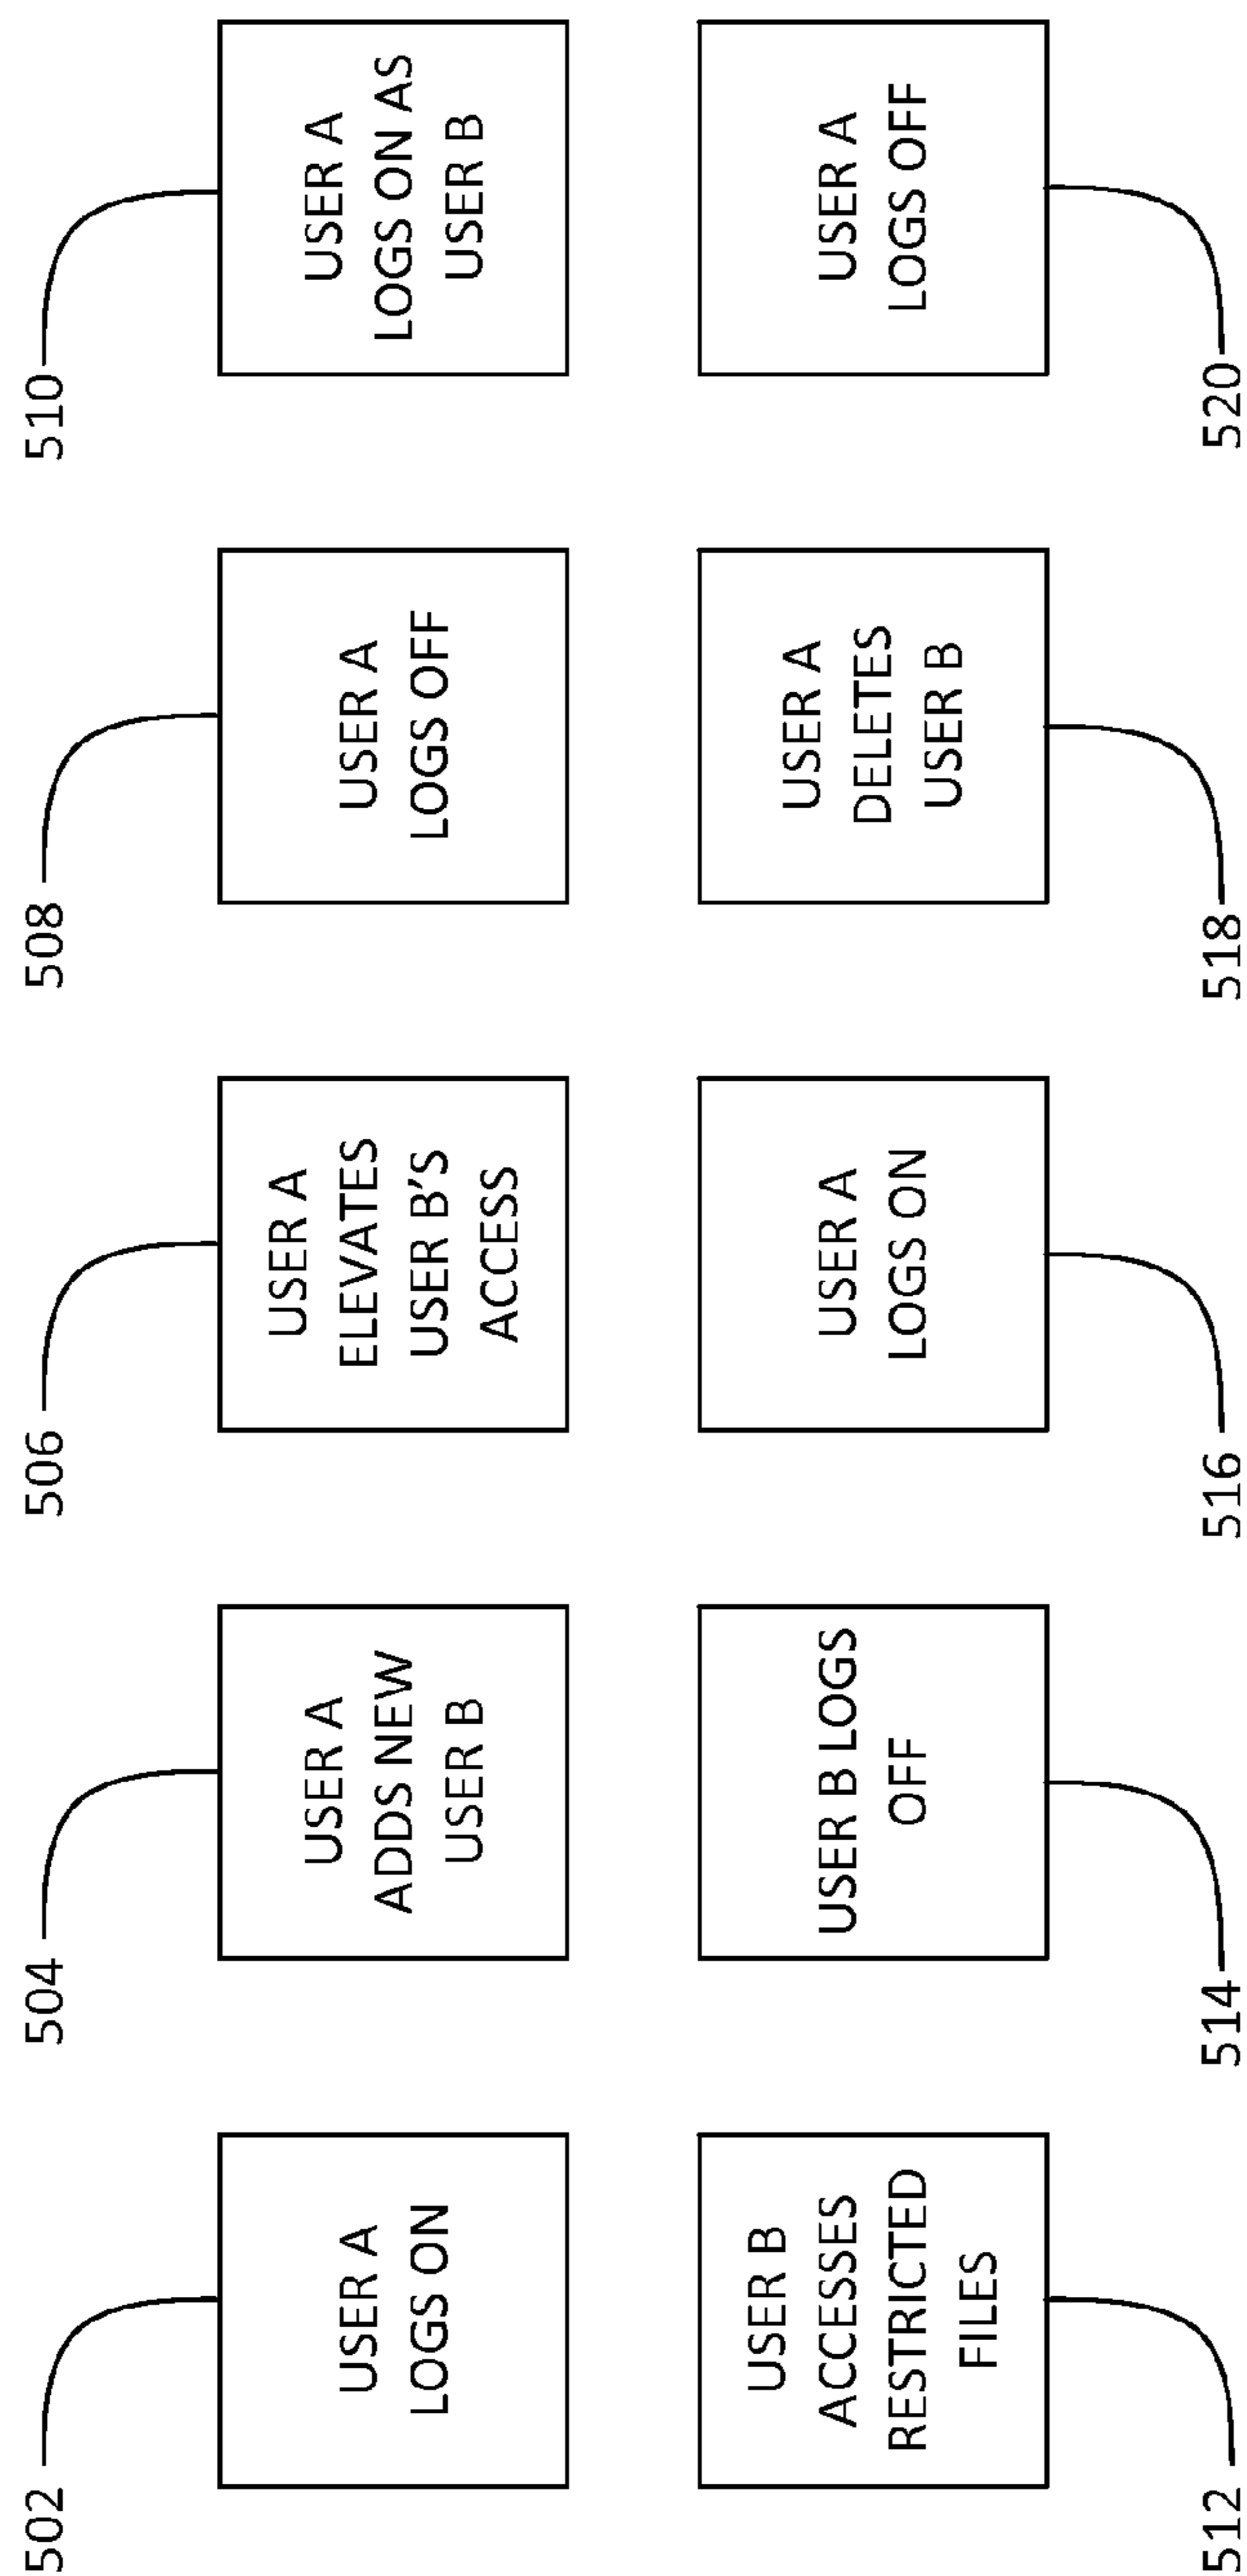 502
USER A
LOGS ON
504
USER A
ADDS NEW
USER B
506
USER A
ELEVATES
USER B'S
ACCESS
508
USER A
LOGS OFF
510
USER A
LOGS ON AS
USER B
USER B
ACCESSES
RESTRICTED
FILES
512
USER B LOGS
OFF
514
USER A
LOGS ON
516
USER A
DELETES
USER B
518
USER A
LOGS OFF
520